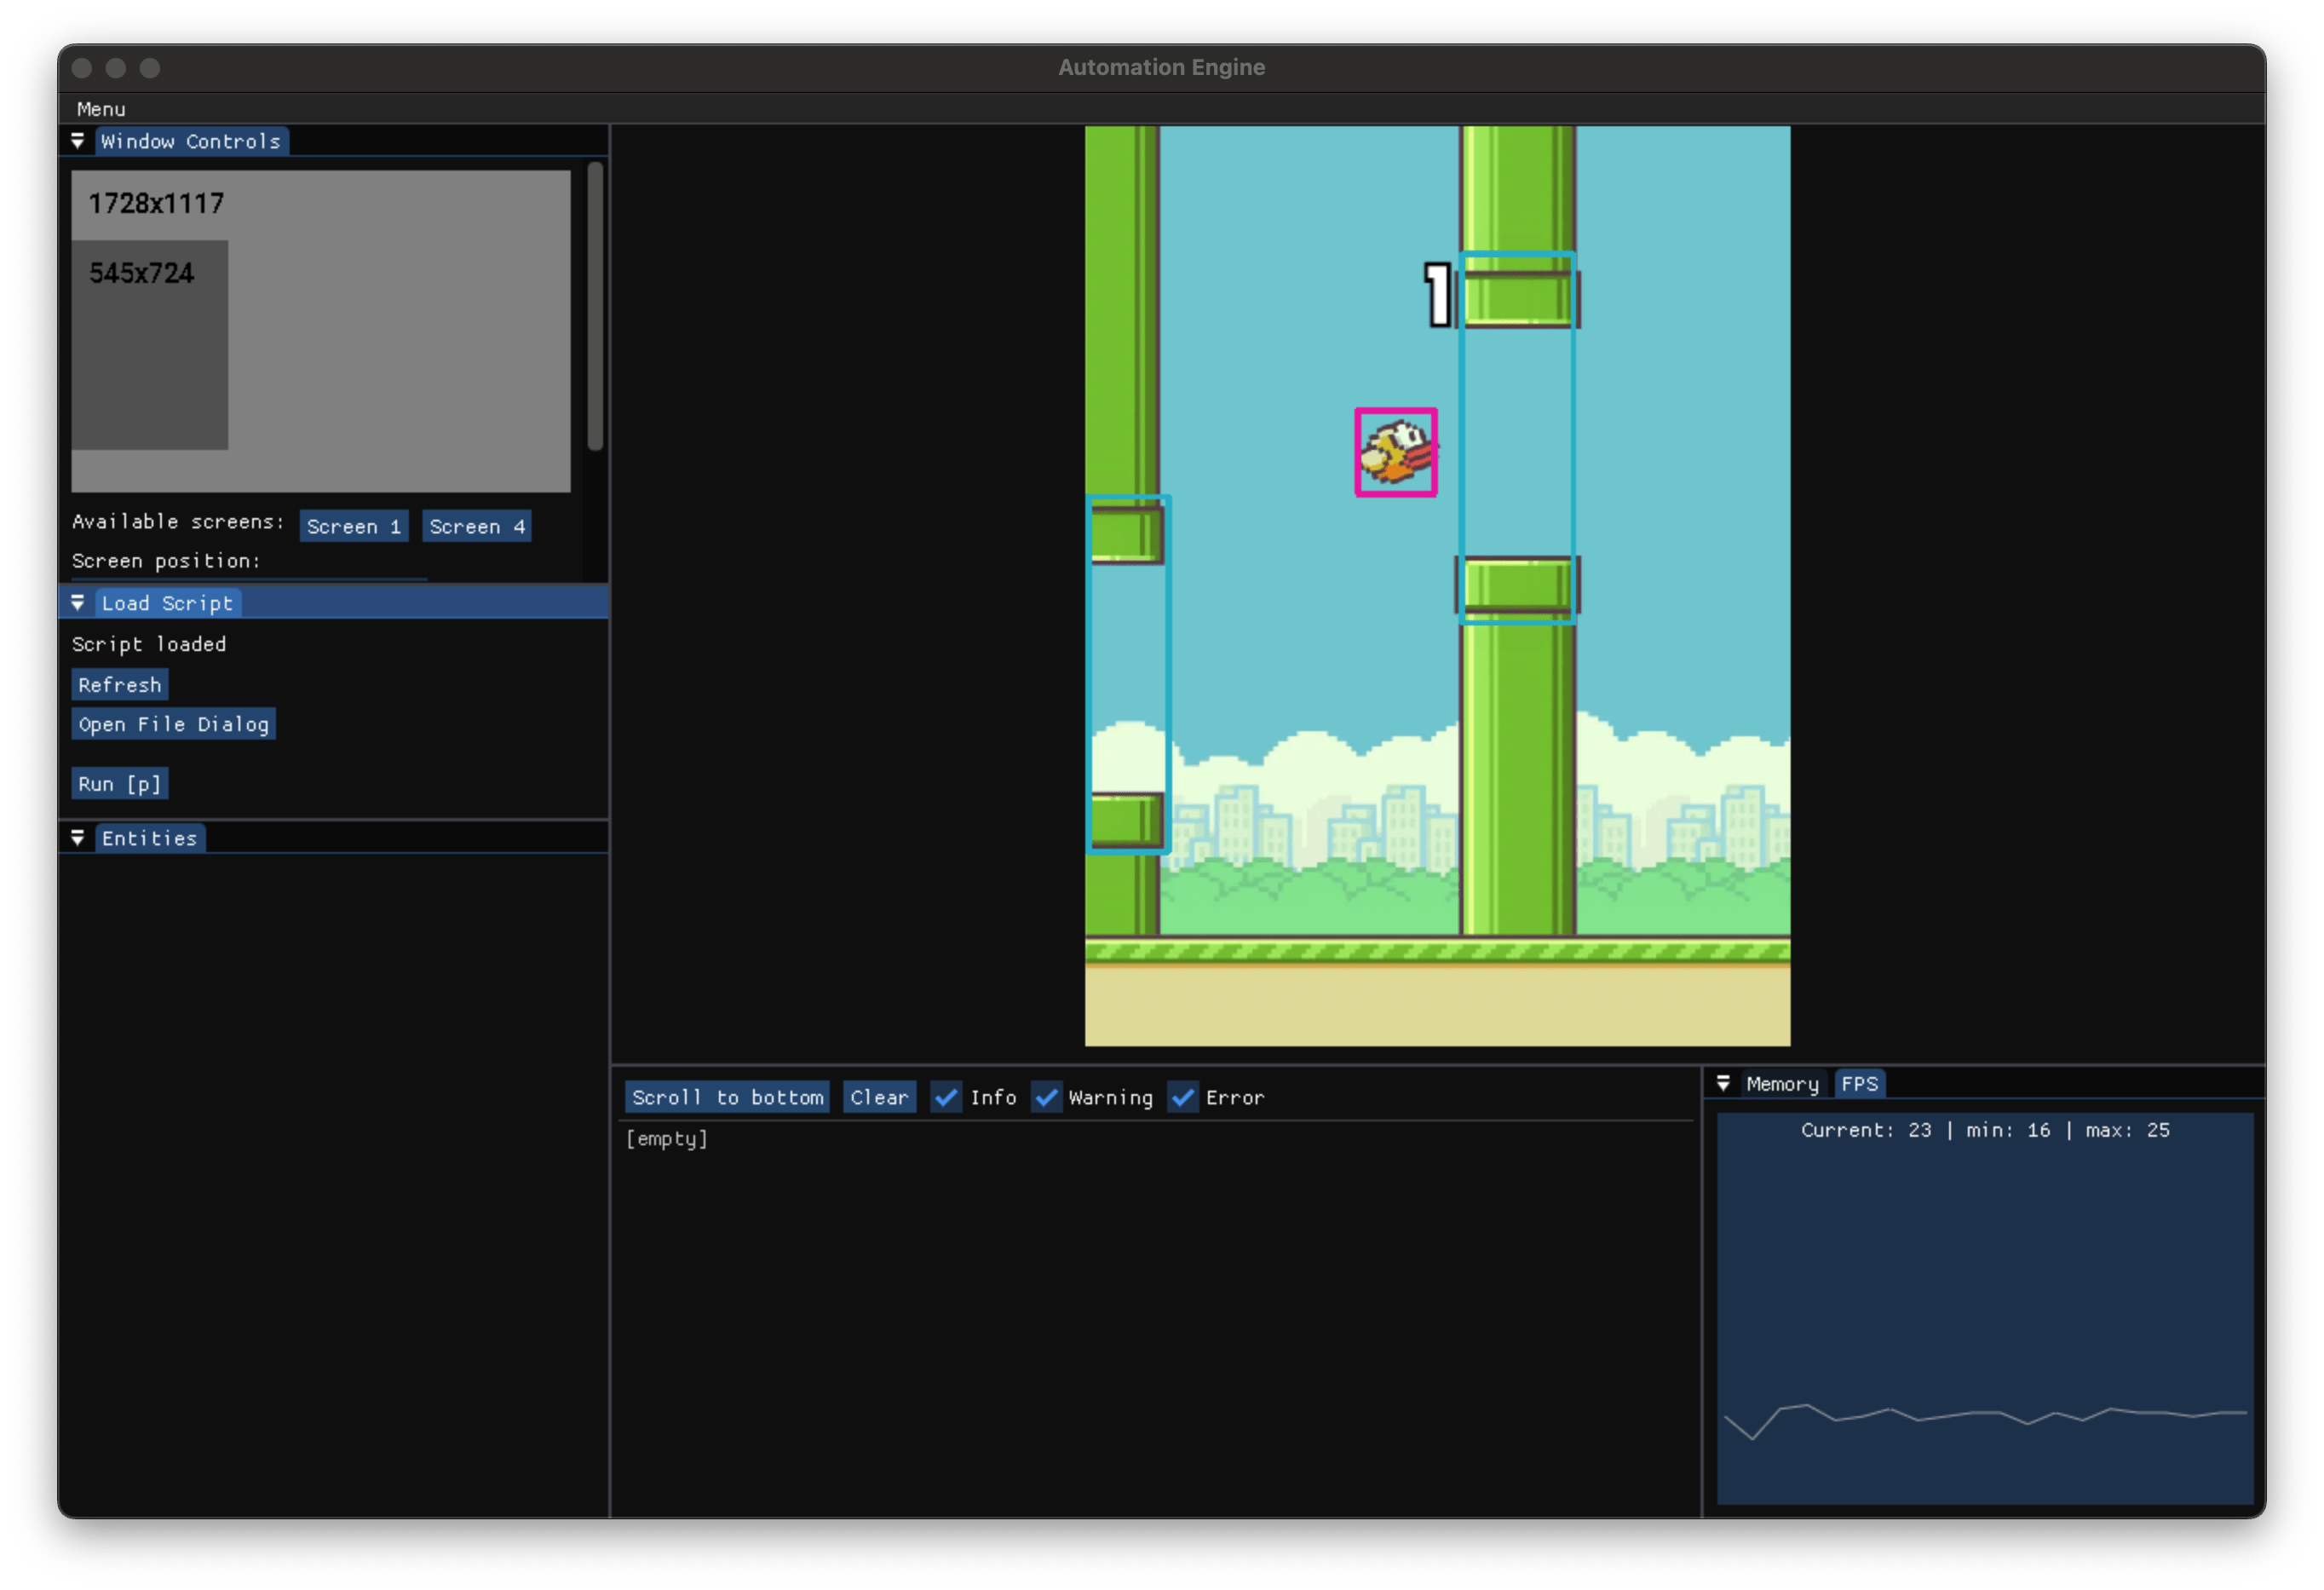 Automation Engine
Menu
Window Controls
1728x1117
545x724
Available screens: Screen 1 Screen 4
Screen position:
Load Script
Script loaded
Refresh
Open File Dialog
Run [p]
Entities
1
Scroll to bottom Clear Info Warning Error
[empty]
Memory FPS
Current: 23 | min: 16 | max: 25